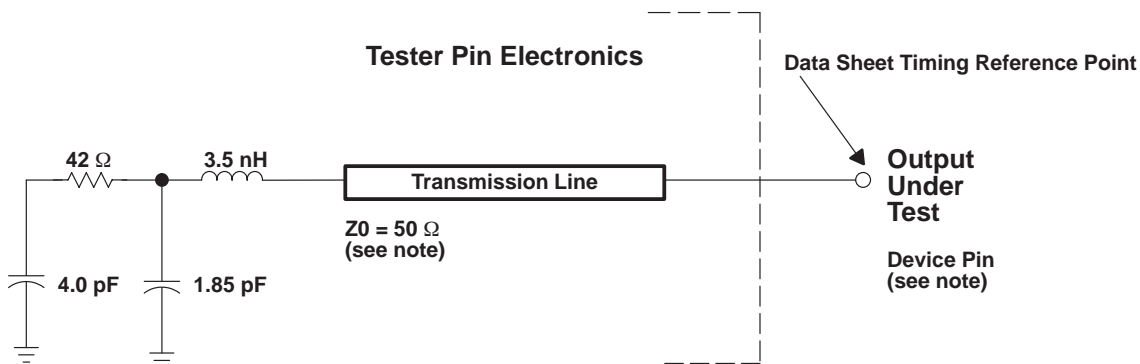 Tester Pin Electronics
Data Sheet Timing Reference Point
42 Ω
3.5 nH
Transmission Line
Output
Under
Test
Z0 = 50 Ω
(see note)
Device Pin
(see note)
4.0 pF
1.85 pF